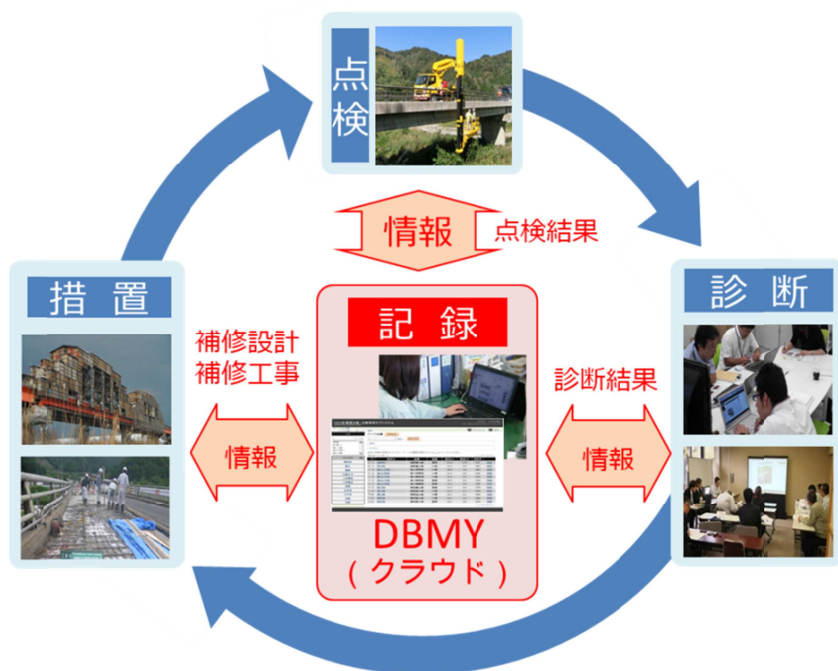 点検
情報
点検結果
措 置
診 断
記 録
補修設計
補修工事
診断結果
情報
情報
DBMY
( クラウド )